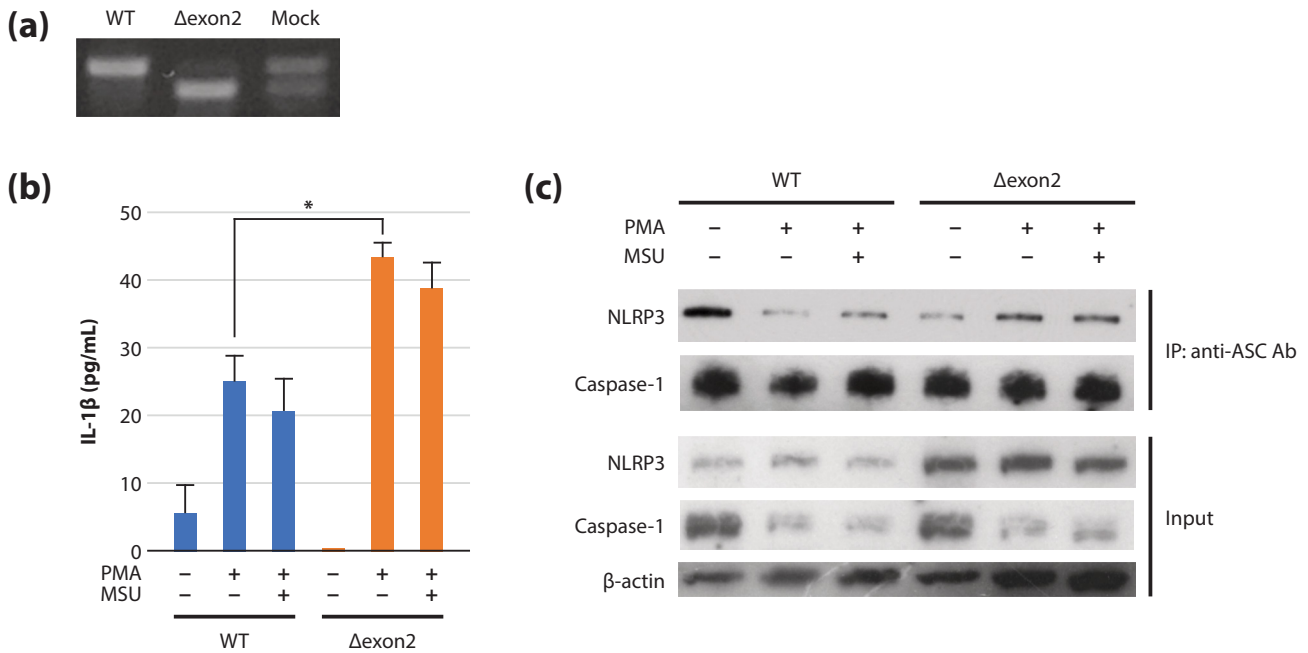 (a)
WT Δexon2 Mock
(b)
IL-1β (pg/mL)
50
40
30
20
10
0
*
PMA – + + – + +
MSU – – + – – +
WT Δexon2
(c)
WT Δexon2
PMA – + + – + +
MSU – – + – – +
NLRP3
Caspase-1
IP: anti-ASC Ab
NLRP3
Caspase-1
β-actin
Input